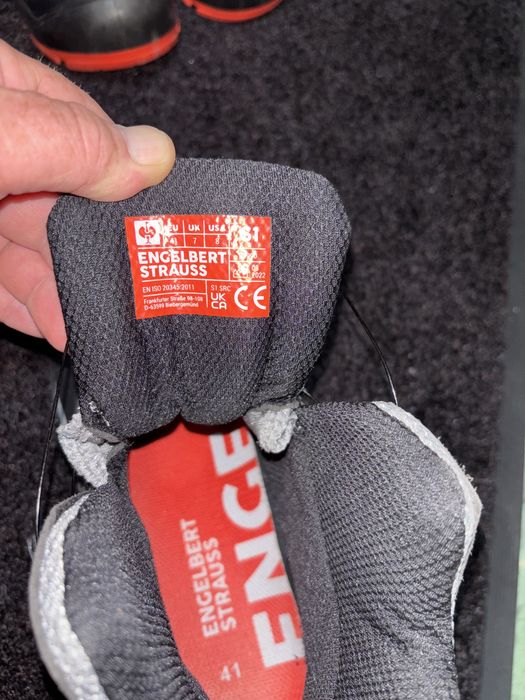 EU UK USA S1
7 8
ENGELBERT
STRAUSS
2022
EN ISO 20345:2011 S1 SRC
Frankfurter Straße 98-108
D-63599 Biebergemünd
UK
CA
CE
ENGELBERT
STRAUSS
41
ENGE